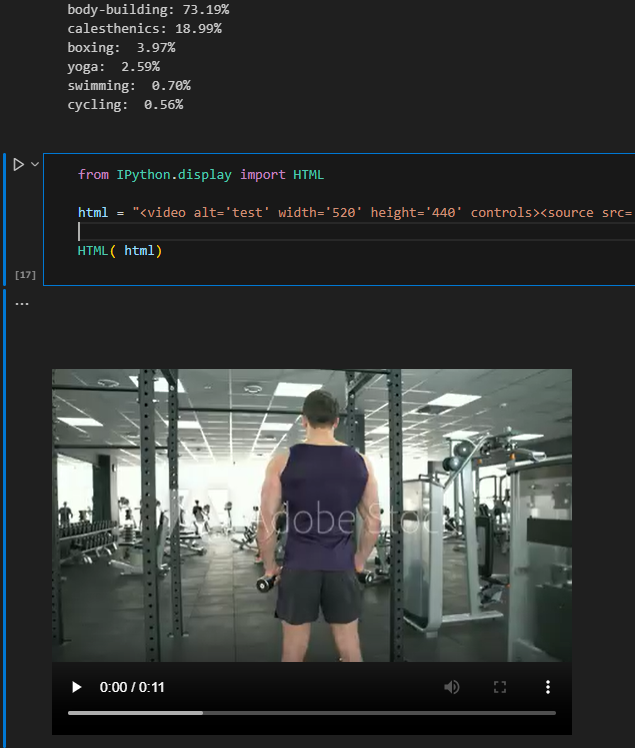 body-building: 73.19%
calesthenics: 18.99%
boxing:  3.97%
yoga:  2.59%
swimming:  0.70%
cycling:  0.56%
from IPython.display import HTML
html = "<video alt='test' width='520' height='440' controls><source src=
HTML( html)
[17]
...
Adobe Stock
0:00 / 0:11